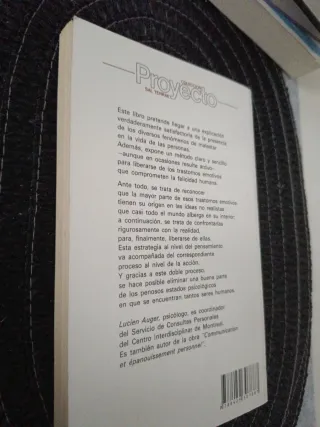 Proyecto
Este libro pretende llegar a una explicación
verdaderamente satisfactoria de la presencia
de los diversos fenómenos de malestar
en la vida de las personas.
Además, expone un método claro y sencillo
-aunque en ocasiones resulte arduo-
para liberarse de los trastornos emotivos
que comprometen la felicidad humana.
Ante todo, se trata de reconocer
que la mayor parte de esos trastornos emotivos
tienen su origen en las ideas no realistas
que casi todo el mundo alberga en su interior;
a continuación, se trata de confrontarlas
rigurosamente con la realidad,
para, finalmente, liberarse de ellas.
Esta estrategia al nivel del pensamiento
va acompañada del correspondiente
proceso al nivel de la acción.
Y gracias a este doble proceso,
se hace posible eliminar una buena parte
de los penosos estados psicológicos
en que se encuentran tantos seres humanos.
Lucien Auger, psicólogo, es coordinador
del Servicio de Consultas Personales
del Centro Interdisciplinar de Montreal.
Es también autor de la obra "Communication
et épanouissement personnel".